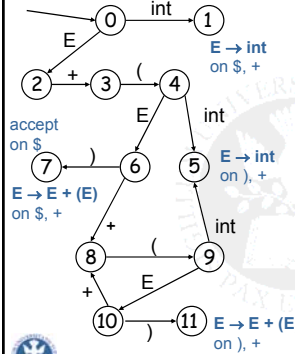 int
0
1
E
E → int
on $, +
2
+
3
(
4
E
int
accept
on $
7
)
6
5
E → int
on ), +
E → E + (E)
on $, +
+
int
8
(
9
E
+
10
)
11
E → E + (E
on ), +